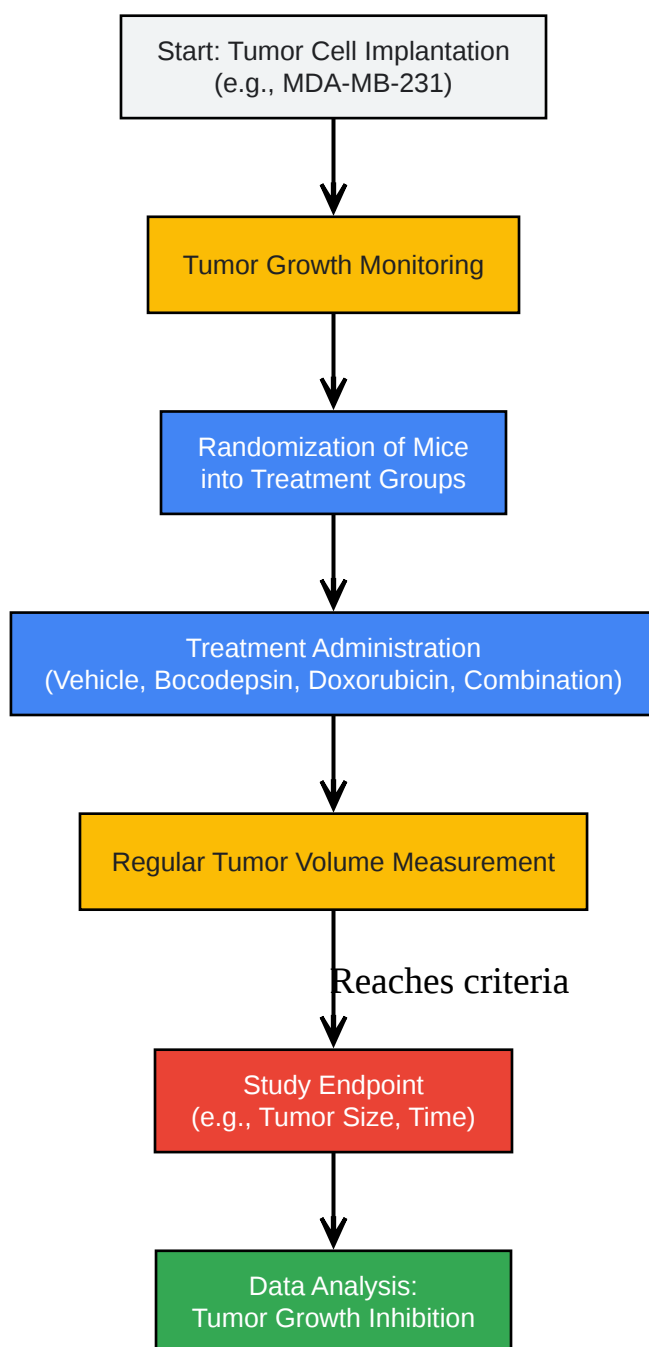 Start: Tumor Cell Implantation
(e.g., MDA-MB-231)
Tumor Growth Monitoring
Randomization of Mice
into Treatment Groups
Treatment Administration
(Vehicle, Bocodepsin, Doxorubicin, Combination)
Regular Tumor Volume Measurement
Reaches criteria
Study Endpoint
(e.g., Tumor Size, Time)
Data Analysis:
Tumor Growth Inhibition